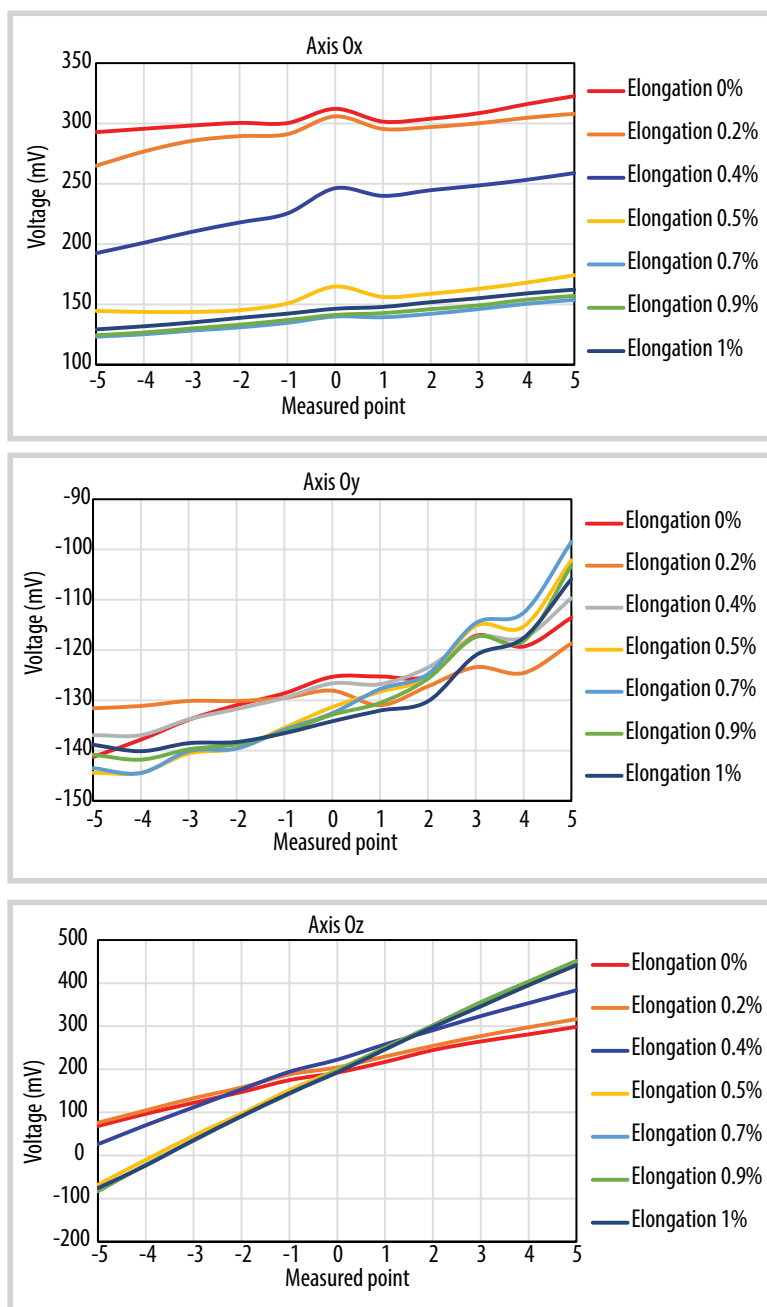 Axis Ox
Voltage (mV)
350
300
250
200
150
100
-5 -4 -3 -2 -1 0 1 2 3 4 5
Measured point
Elongation 0%
Elongation 0.2%
Elongation 0.4%
Elongation 0.5%
Elongation 0.7%
Elongation 0.9%
Elongation 1%
Axis Oy
Voltage (mV)
-90
-100
-110
-120
-130
-140
-150
-5 -4 -3 -2 -1 0 1 2 3 4 5
Measured point
Elongation 0%
Elongation 0.2%
Elongation 0.4%
Elongation 0.5%
Elongation 0.7%
Elongation 0.9%
Elongation 1%
Axis Oz
Voltage (mV)
500
400
300
200
100
0
-100
-200
-5 -4 -3 -2 -1 0 1 2 3 4 5
Measured point
Elongation 0%
Elongation 0.2%
Elongation 0.4%
Elongation 0.5%
Elongation 0.7%
Elongation 0.9%
Elongation 1%